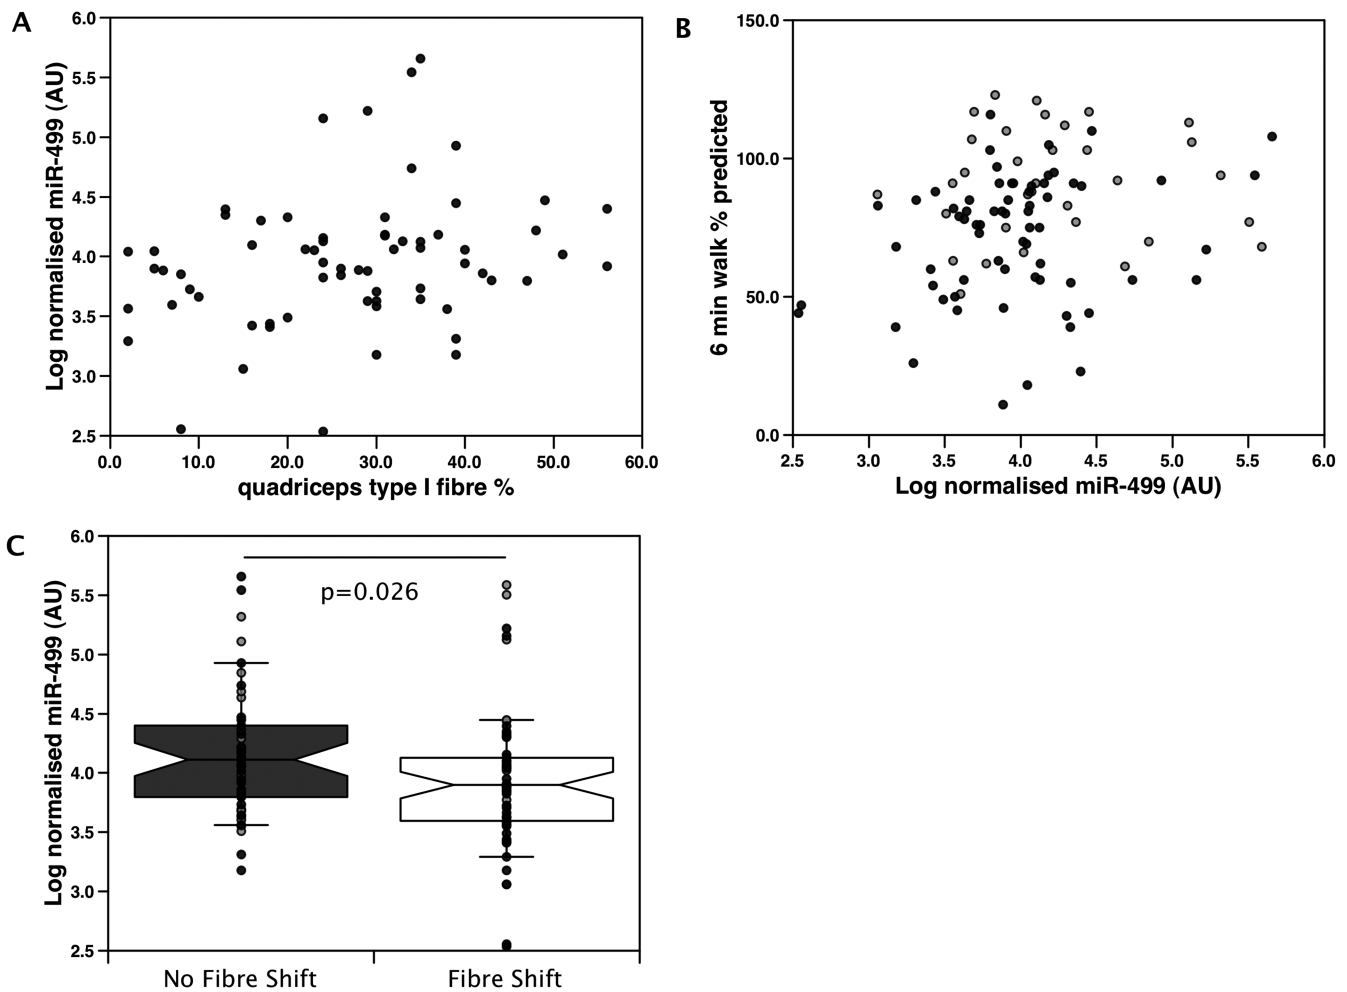 A
6.0
5.5
5.0
4.5
4.0
3.5
3.0
2.5
Log normalised miR-499 (AU)
0.0 10.0 20.0 30.0 40.0 50.0 60.0
quadriceps type I fibre %
B
150.0
100.0
50.0
0.0
6 min walk % predicted
2.5 3.0 3.5 4.0 4.5 5.0 5.5 6.0
Log normalised miR-499 (AU)
C
6.0
5.5
5.0
4.5
4.0
3.5
3.0
2.5
Log normalised miR-499 (AU)
p=0.026
No Fibre Shift Fibre Shift